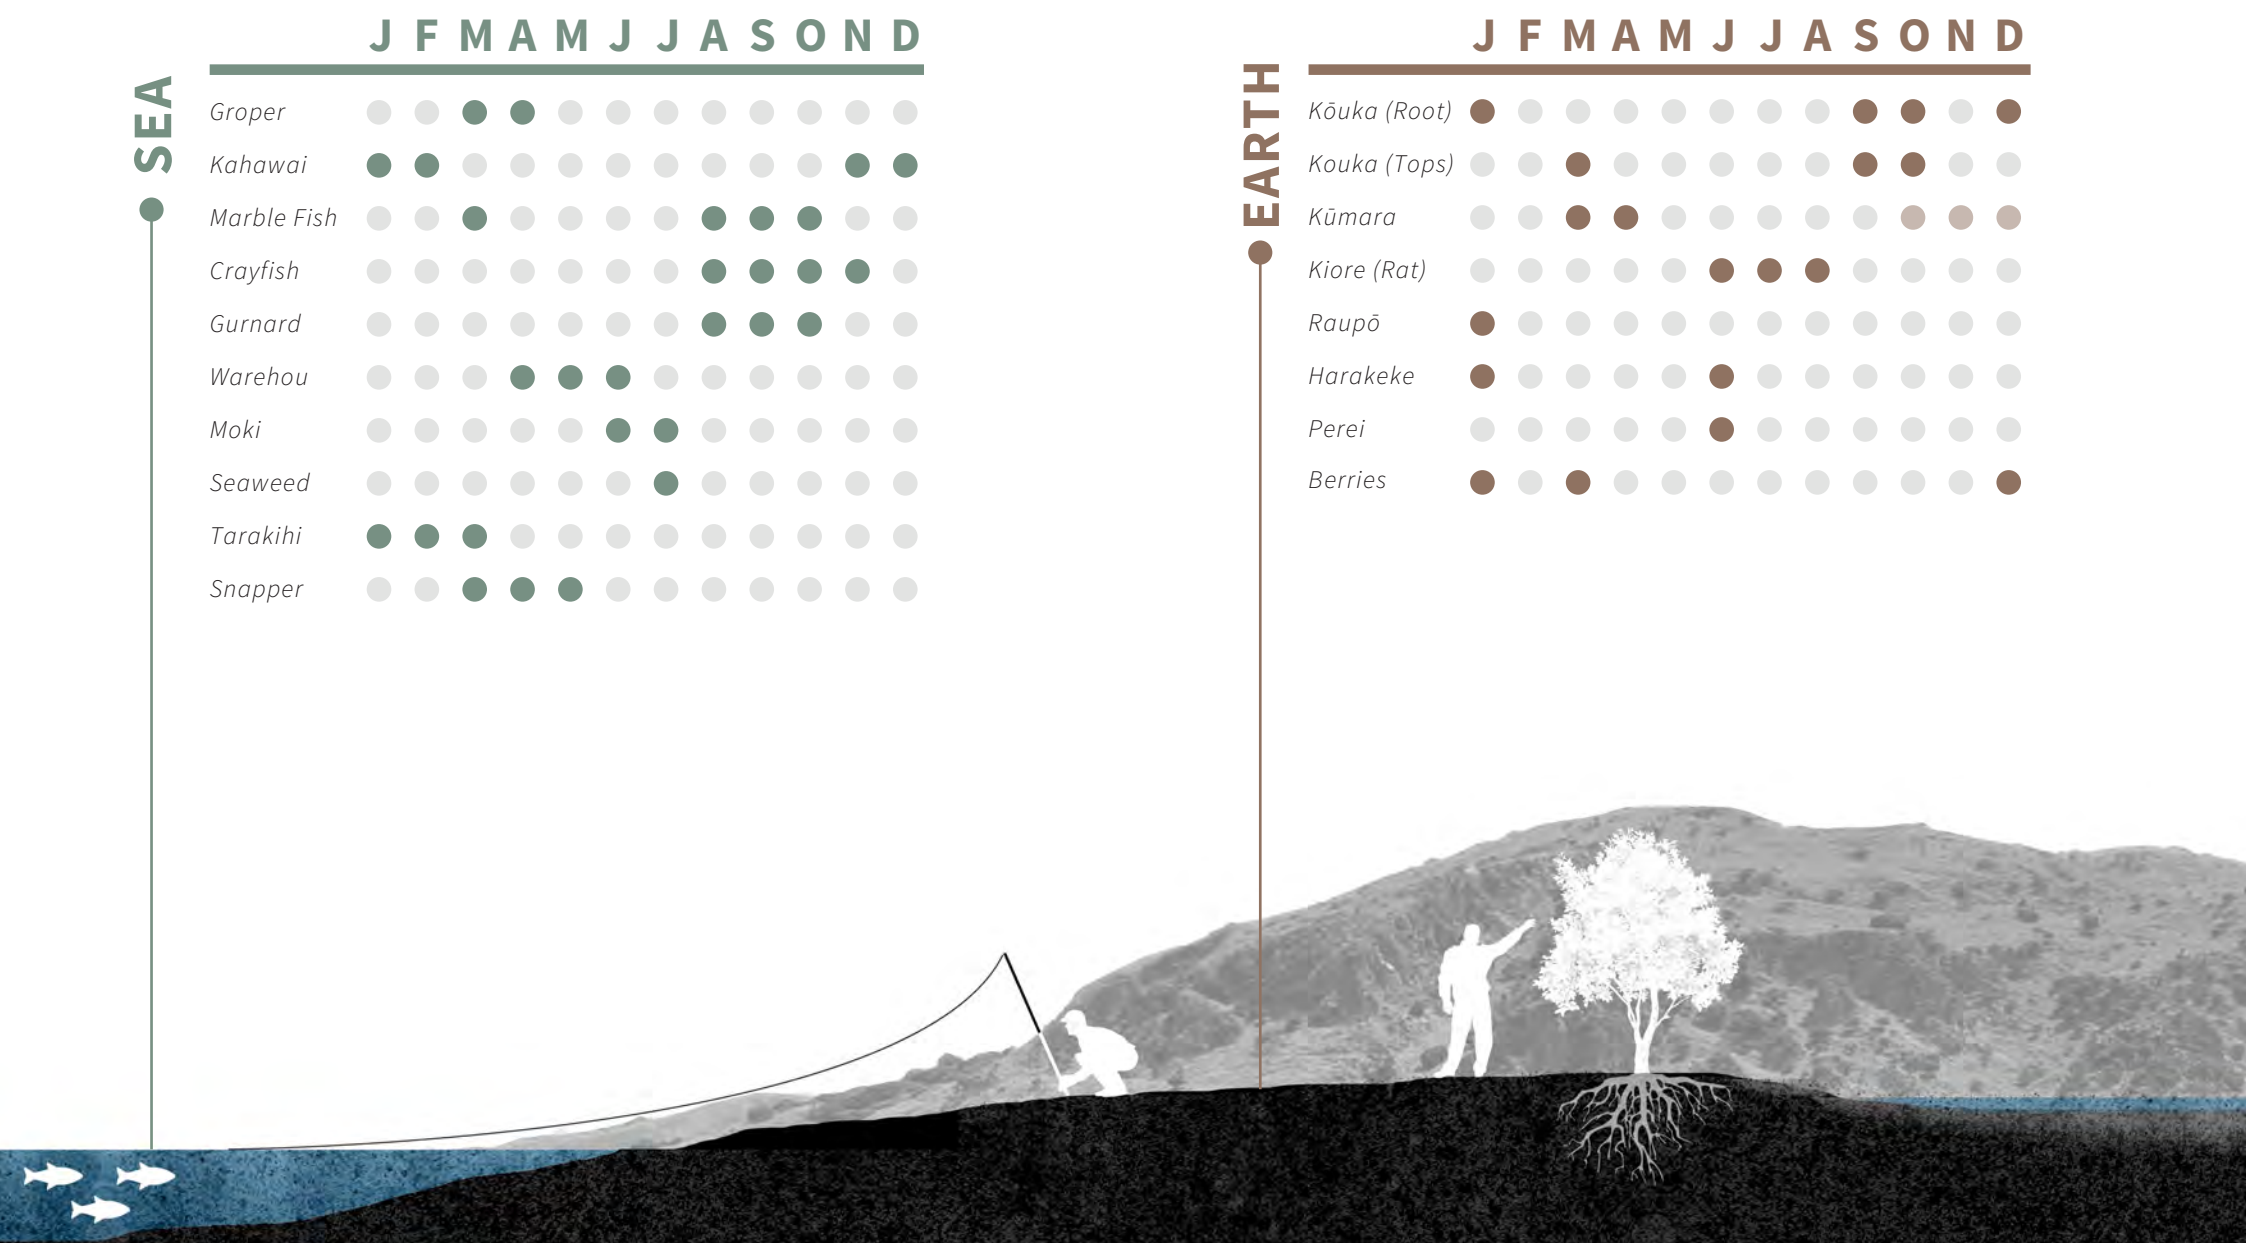 J F M A M J J A S O N D
SEA
Groper
Kahawai
Marble Fish
Crayfish
Gurnard
Warehou
Moki
Seaweed
Tarakihi
Snapper
J F M A M J J A S O N D
EARTH
Kōuka (Root)
Kouka (Tops)
Kūmara
Kiore (Rat)
Raupō
Harakeke
Perei
Berries